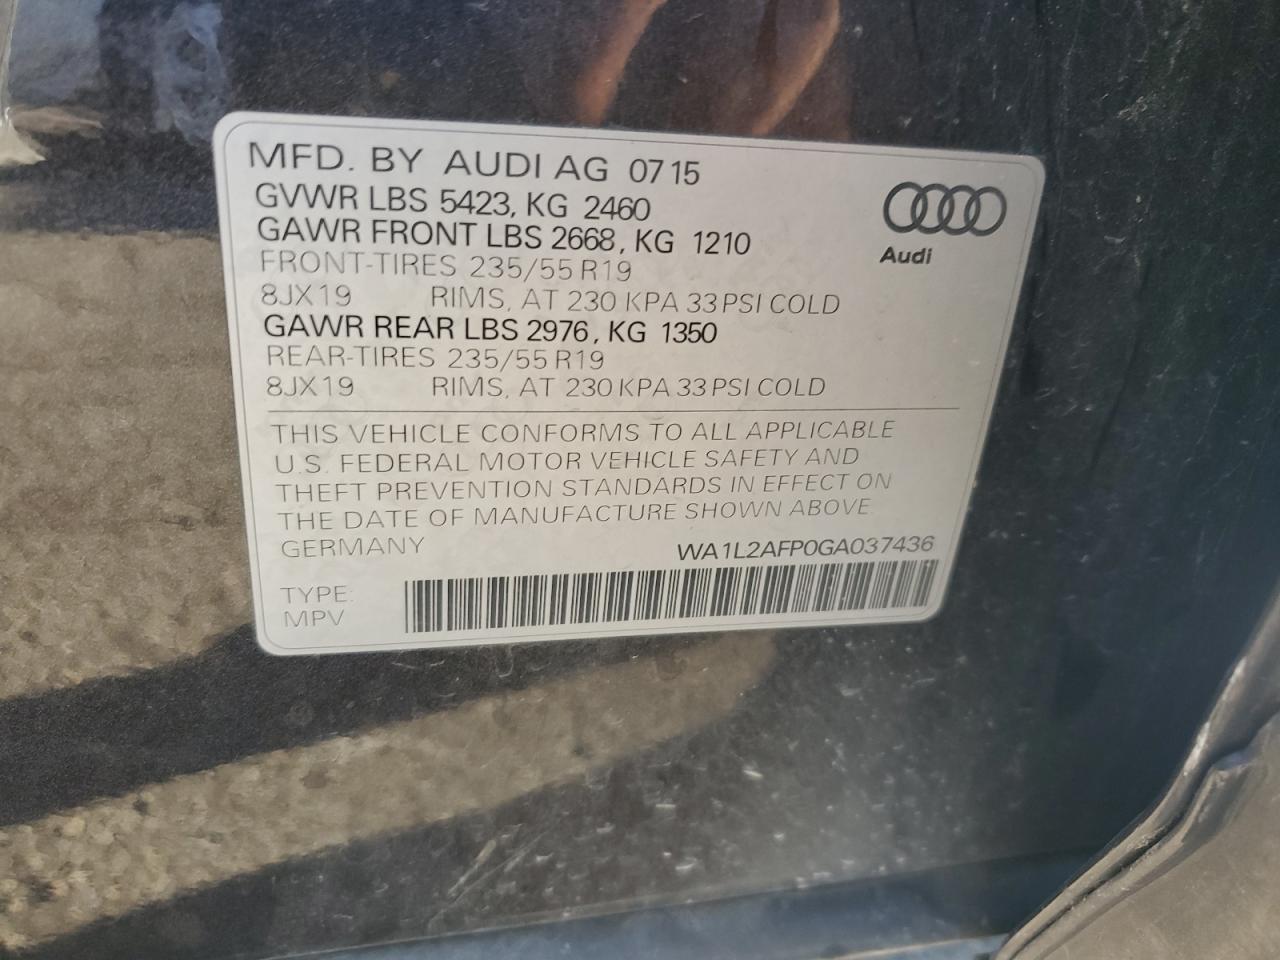 MFD. BY AUDI AG 07 15
GVWR LBS 5423, KG 2460
GAWR FRONT LBS 2668, KG 1210
FRONT-TIRES 235/55 R19
8JX19 RIMS, AT 230 KPA 33 PSI COLD
GAWR REAR LBS 2976, KG 1350
REAR-TIRES 235/55 R19
8JX19 RIMS, AT 230 KPA 33 PSI COLD
Audi
THIS VEHICLE CONFORMS TO ALL APPLICABLE
U.S. FEDERAL MOTOR VEHICLE SAFETY AND
THEFT PREVENTION STANDARDS IN EFFECT ON
THE DATE OF MANUFACTURE SHOWN ABOVE.
GERMANY WA1L2AFP0GA037436
TYPE:
MPV